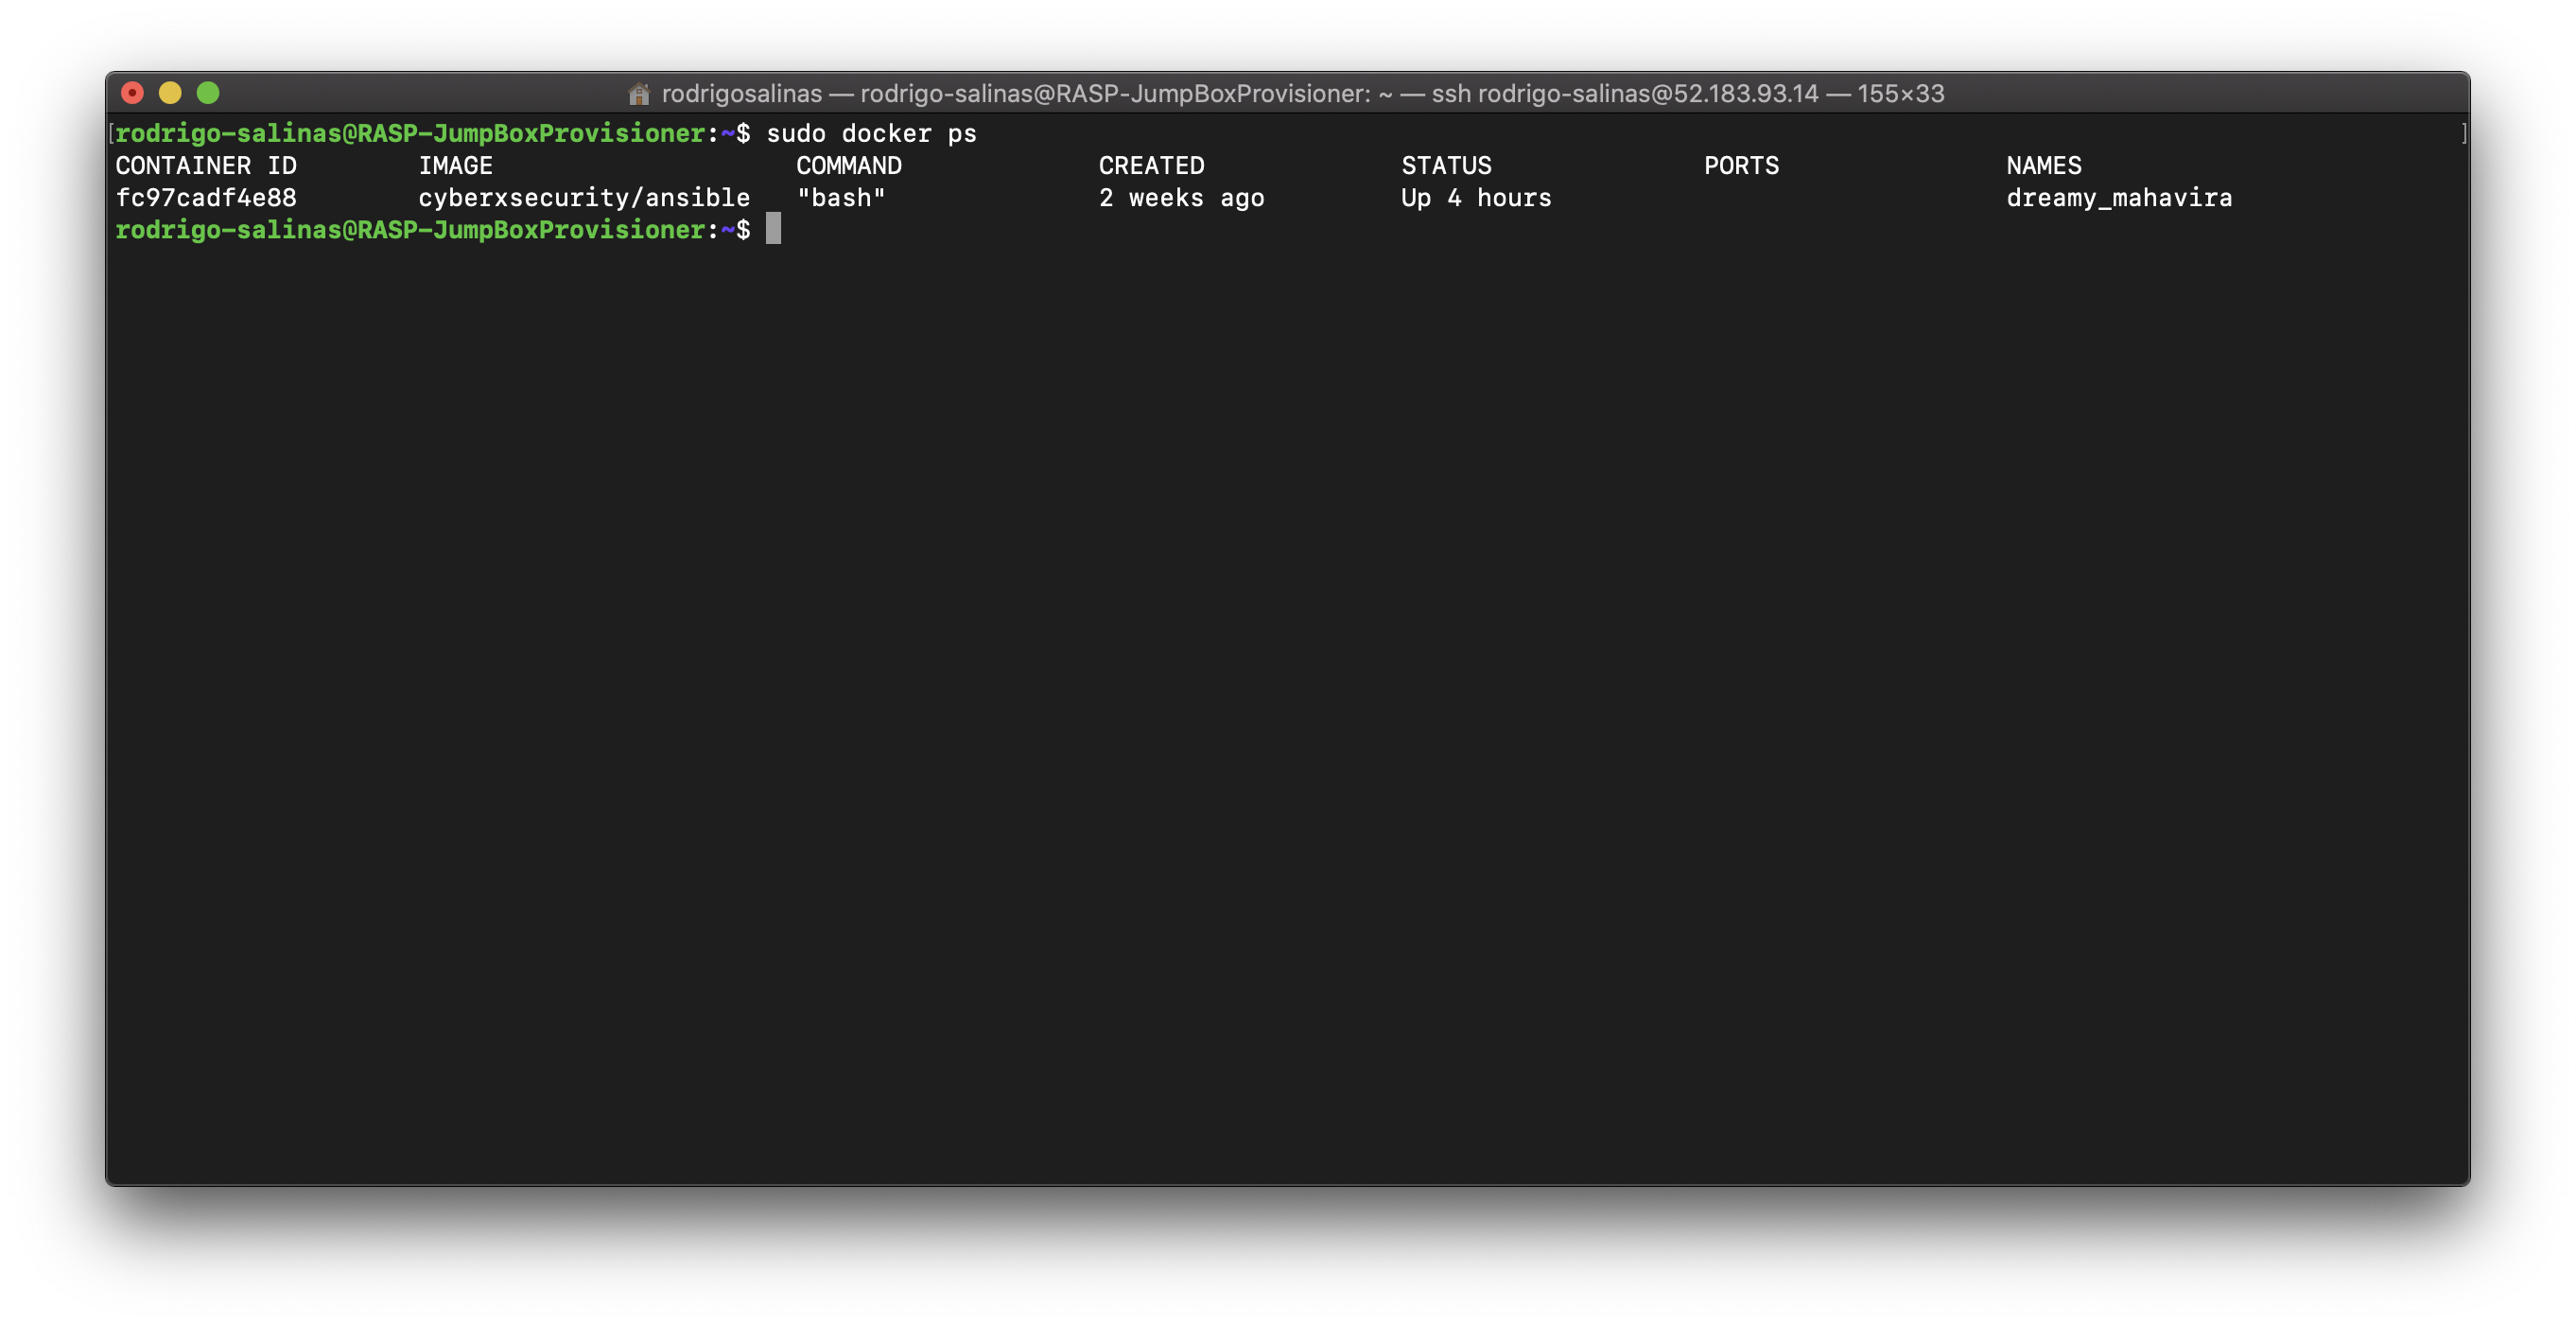 rodrigosalinas — rodrigo-salinas@RASP-JumpBoxProvisioner: ~ — ssh rodrigo-salinas@52.183.93.14 — 155×33
[rodrigo-salinas@RASP-JumpBoxProvisioner:~$ sudo docker ps ]
CONTAINER ID IMAGE COMMAND CREATED STATUS PORTS NAMES
fc97cadf4e88 cyberxsecurity/ansible "bash" 2 weeks ago Up 4 hours dreamy_mahavira
rodrigo-salinas@RASP-JumpBoxProvisioner:~$